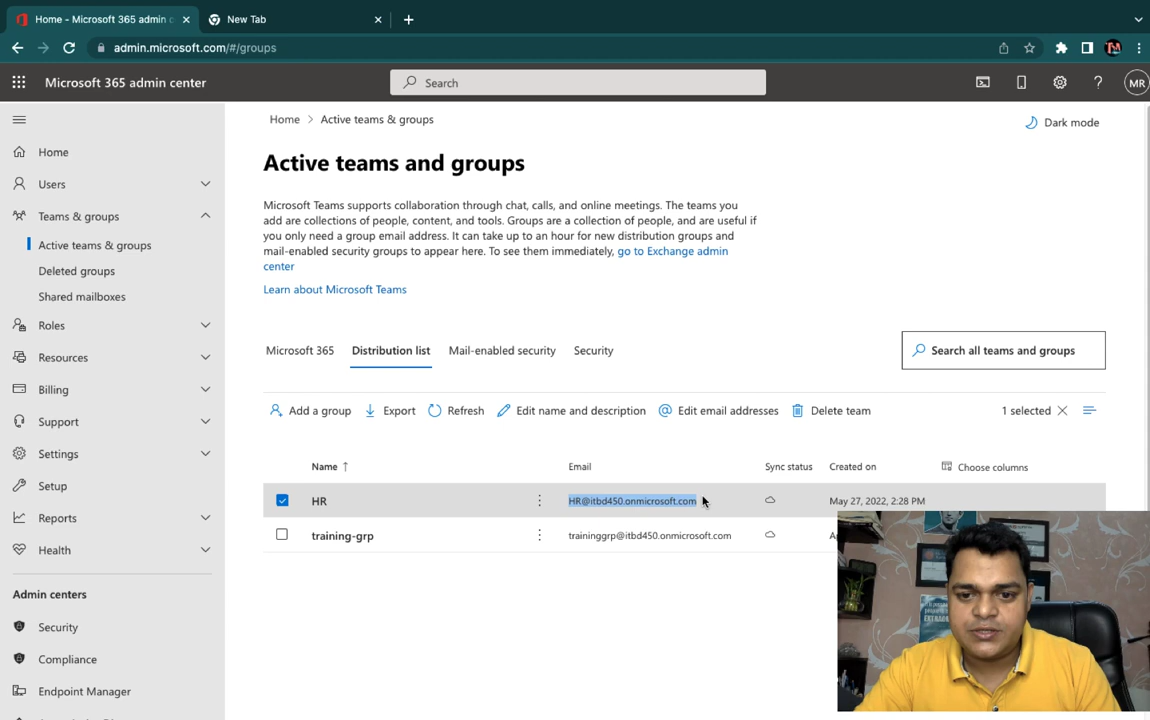 Home - Microsoft 365 admin c
New Tab
admin.microsoft.com/#/groups
TM
Microsoft 365 admin center
Search
MR
Home > Active teams & groups
Dark mode
Active teams and groups
Microsoft Teams supports collaboration through chat, calls, and online meetings. The teams you
add are collections of people, content, and tools. Groups are a collection of people, and are useful if
you only need a group email address. It can take up to an hour for new distribution groups and
mail-enabled security groups to appear here. To see them immediately, go to Exchange admin
center
Learn about Microsoft Teams
Home
Users
Teams & groups
Active teams & groups
Deleted groups
Shared mailboxes
Roles
Resources
Billing
Support
Settings
Setup
Reports
Health
Admin centers
Security
Compliance
Endpoint Manager
Microsoft 365
Distribution list
Mail-enabled security
Security
Search all teams and groups
Add a group
Export
Refresh
Edit name and description
Edit email addresses
Delete team
1 selected
Name ↑
Email
Sync status
Created on
Choose columns
HR
HR@itbd450.onmicrosoft.com
May 27, 2022, 2:28 PM
training-grp
traininggrp@itbd450.onmicrosoft.com